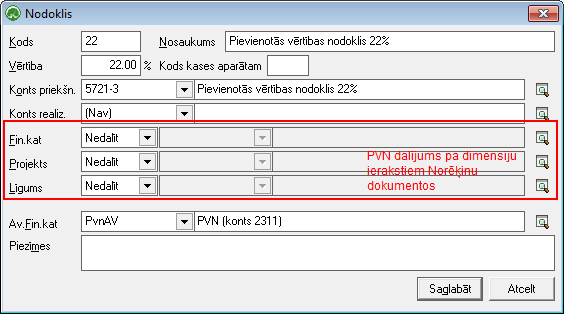 Nodoklis
Kods 22 Nosaukums Pievienotās vērtības nodoklis 22%
Vērtība 22.00 % Kods kases aparātam
Konts priekšn. 5721-3 Pievienotās vērtības nodoklis 22%
Konts realiz. (Nav)
Fin.kat Nedalīt
Projekts Nedalīt
Līgums Nedalīt
PVN dalījums pa dimensiju
ierakstiem Norēķinu
dokumentos
Av.Fin.kat PvnAV PVN (konts 2311)
Piezīmes
Saglabāt Atcelt